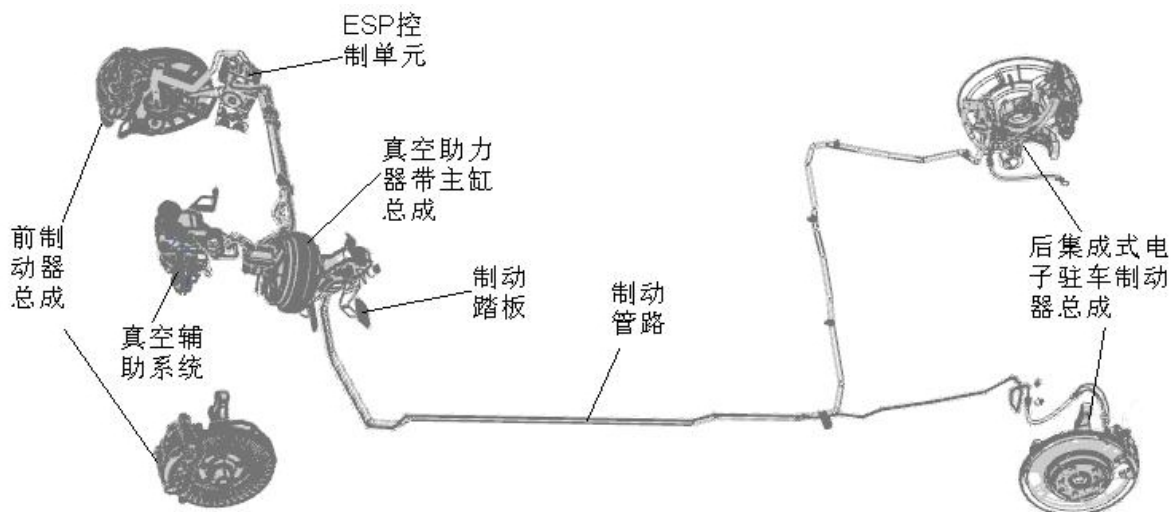 ESP控
制单元
真空助力
器带主缸
总成
前制
动器
总成
真空辅
助系统
制动
踏板
制动
管路
后集成式电
子驻车制动
器总成